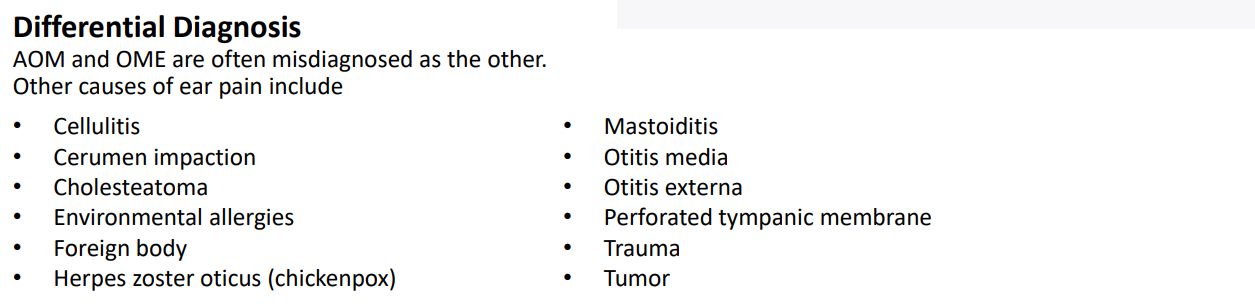 Differential Diagnosis
AOM and OME are often misdiagnosed as the other.
Other causes of ear pain include
• Cellulitis
• Cerumen impaction
• Cholesteatoma
• Environmental allergies
• Foreign body
• Herpes zoster oticus (chickenpox)
• Mastoiditis
• Otitis media
• Otitis externa
• Perforated tympanic membrane
• Trauma
• Tumor